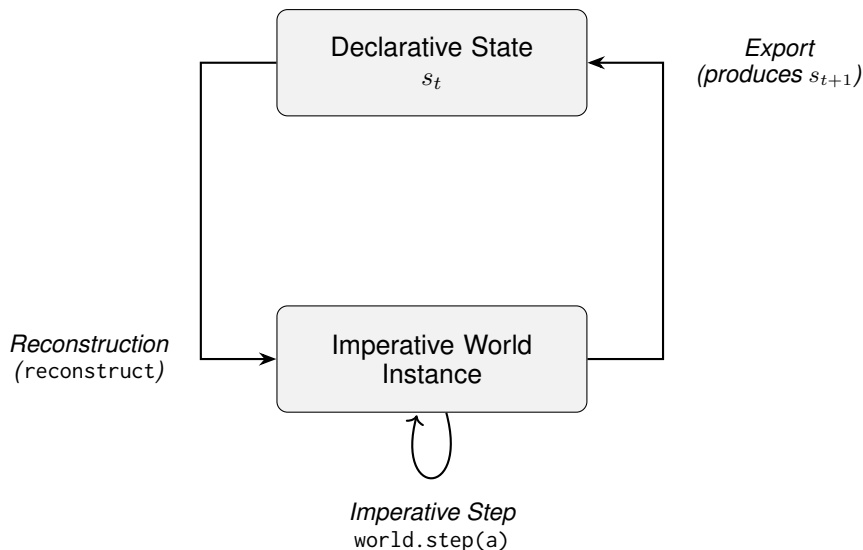 Declarative State
s_t
Export
(produces s_{t+1})
Reconstruction
(reconstruct)
Imperative World
Instance
Imperative Step
world.step(a)